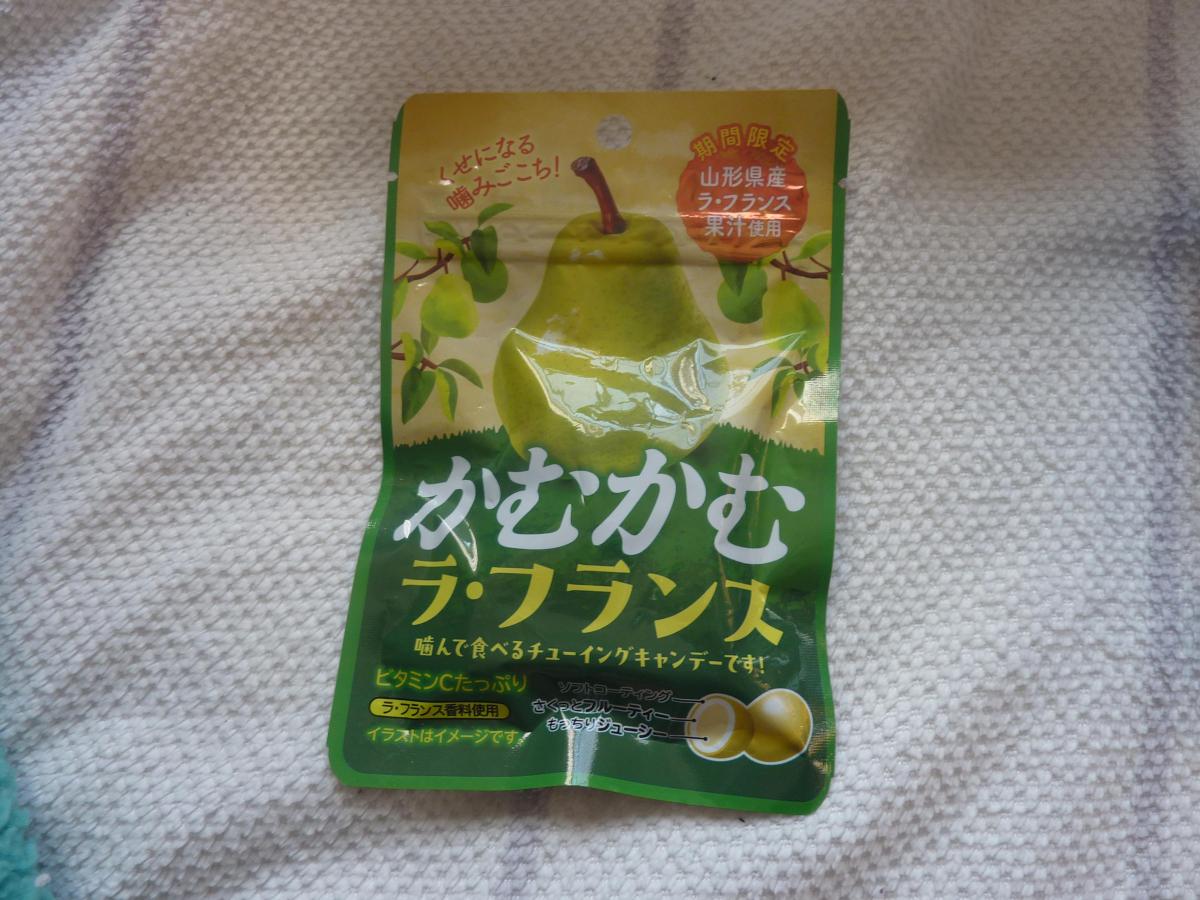 くせになる
噛みごこち!
期間限定
山形県産
ラ・フランス
果汁使用
かむかむ
ラ・フランス
噛んで食べるチューイングキャンデーです!
ビタミンCたっぷり
ラ・フランス香料使用
イラストはイメージです。
ソフトコーティング
さくっとフルーティー
もっちりジューシー